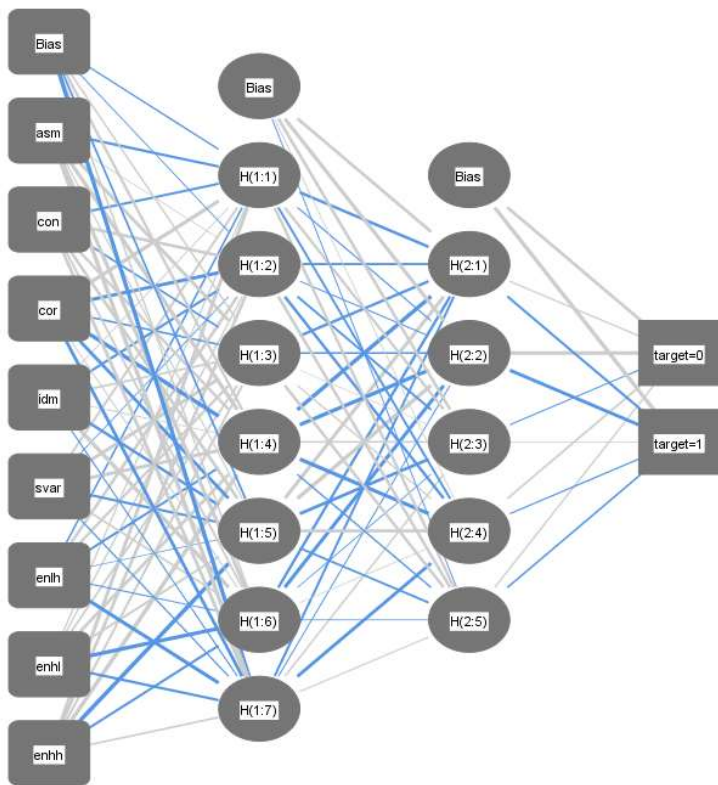 Bias
asm
con
cor
idm
svar
enlh
enhl
enhh
Bias
H(1:1)
H(1:2)
H(1:3)
H(1:4)
H(1:5)
H(1:6)
H(1:7)
Bias
H(2:1)
H(2:2)
H(2:3)
H(2:4)
H(2:5)
target=0
target=1